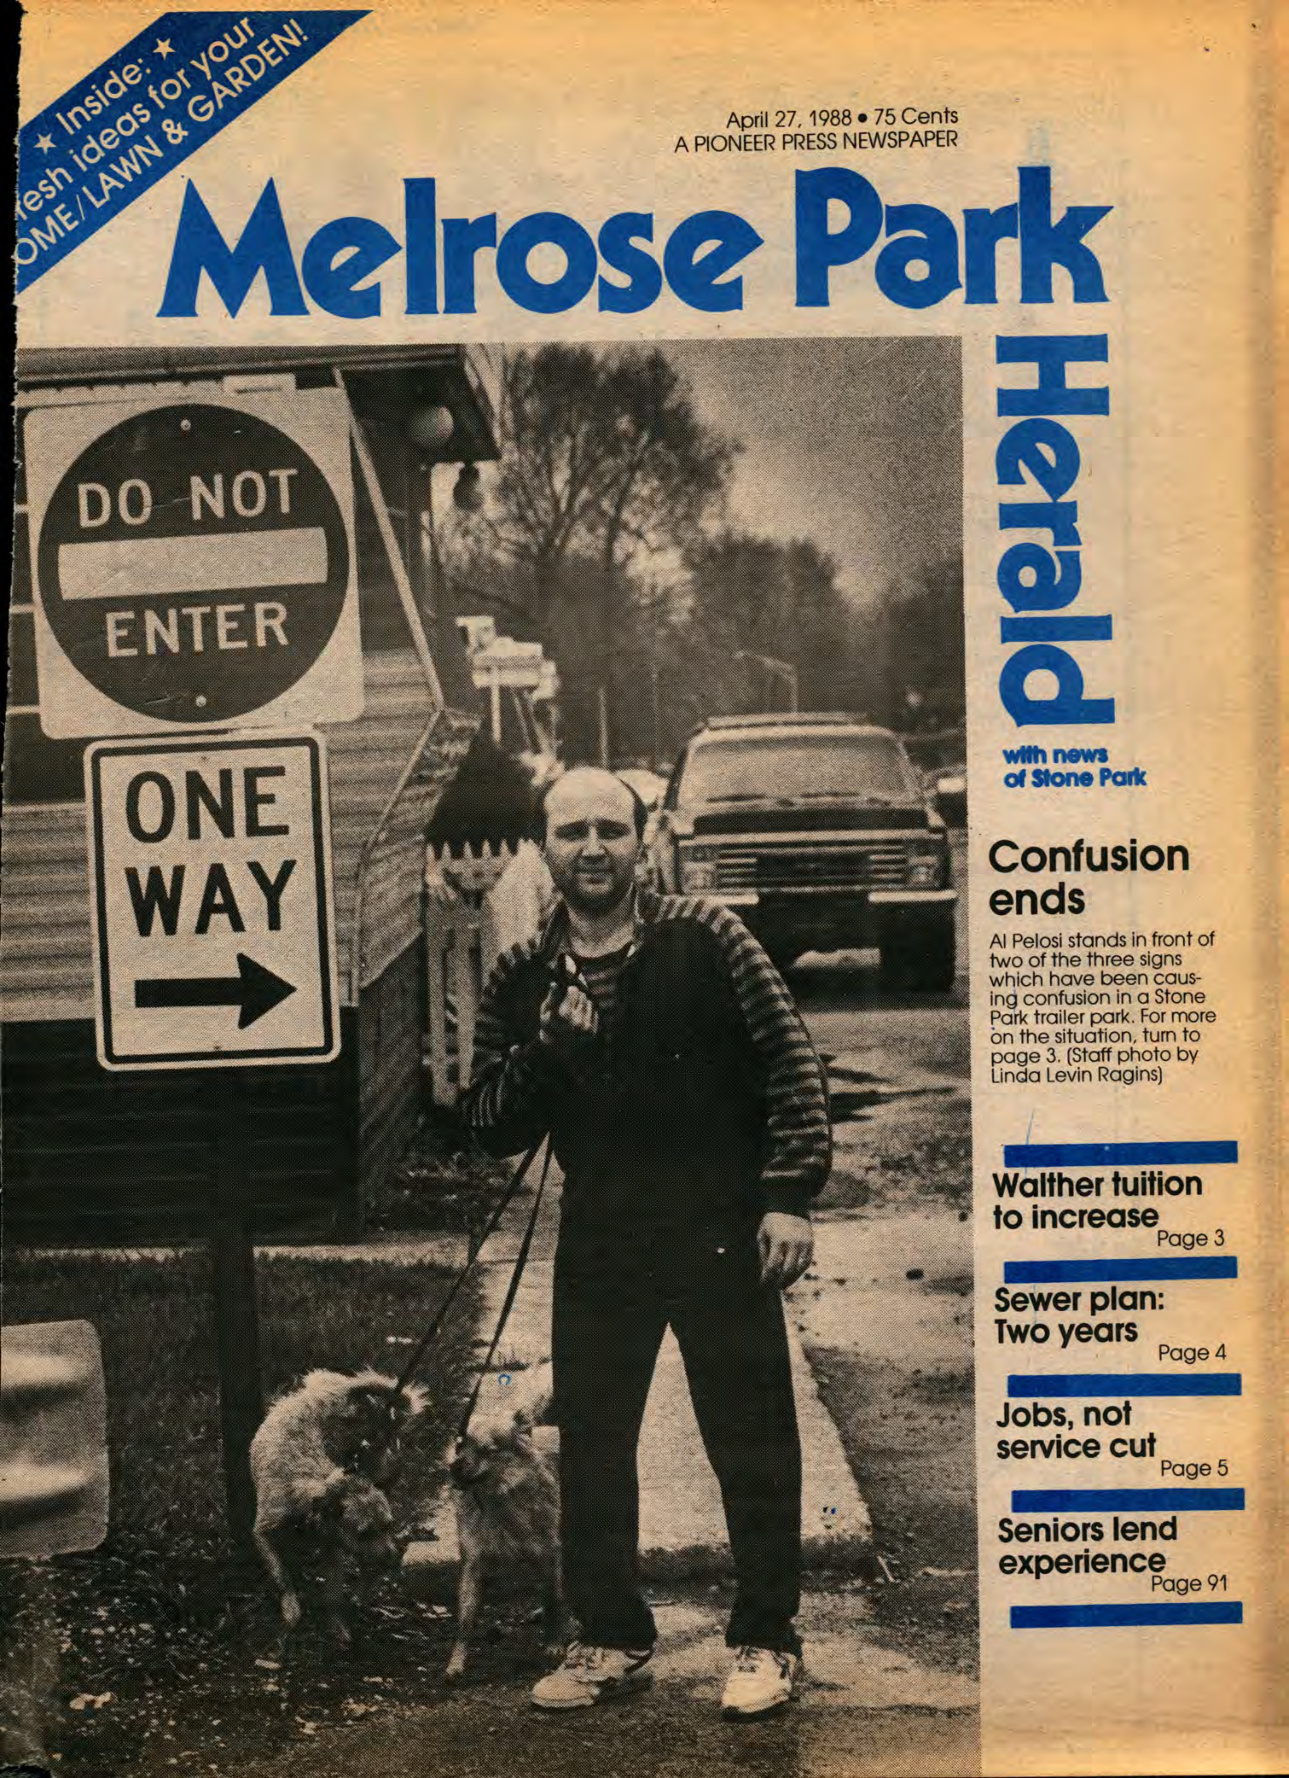 ★ Inside: ★
resh ideas for your
OME/LAWN & GARDEN!
April 27, 1988 • 75 Cents
A PIONEER PRESS NEWSPAPER
Melrose Park
Herald
with news
of Stone Park
DO NOT
ENTER
ONE
WAY
Confusion
ends
Al Pelosi stands in front of
two of the three signs
which have been caus-
ing confusion in a Stone
Park trailer park. For more
on the situation, turn to
page 3. (Staff photo by
Linda Levin Ragins)
Walther tuition
to increase
Page 3
Sewer plan:
Two years
Page 4
Jobs, not
service cut
Page 5
Seniors lend
experience
Page 91